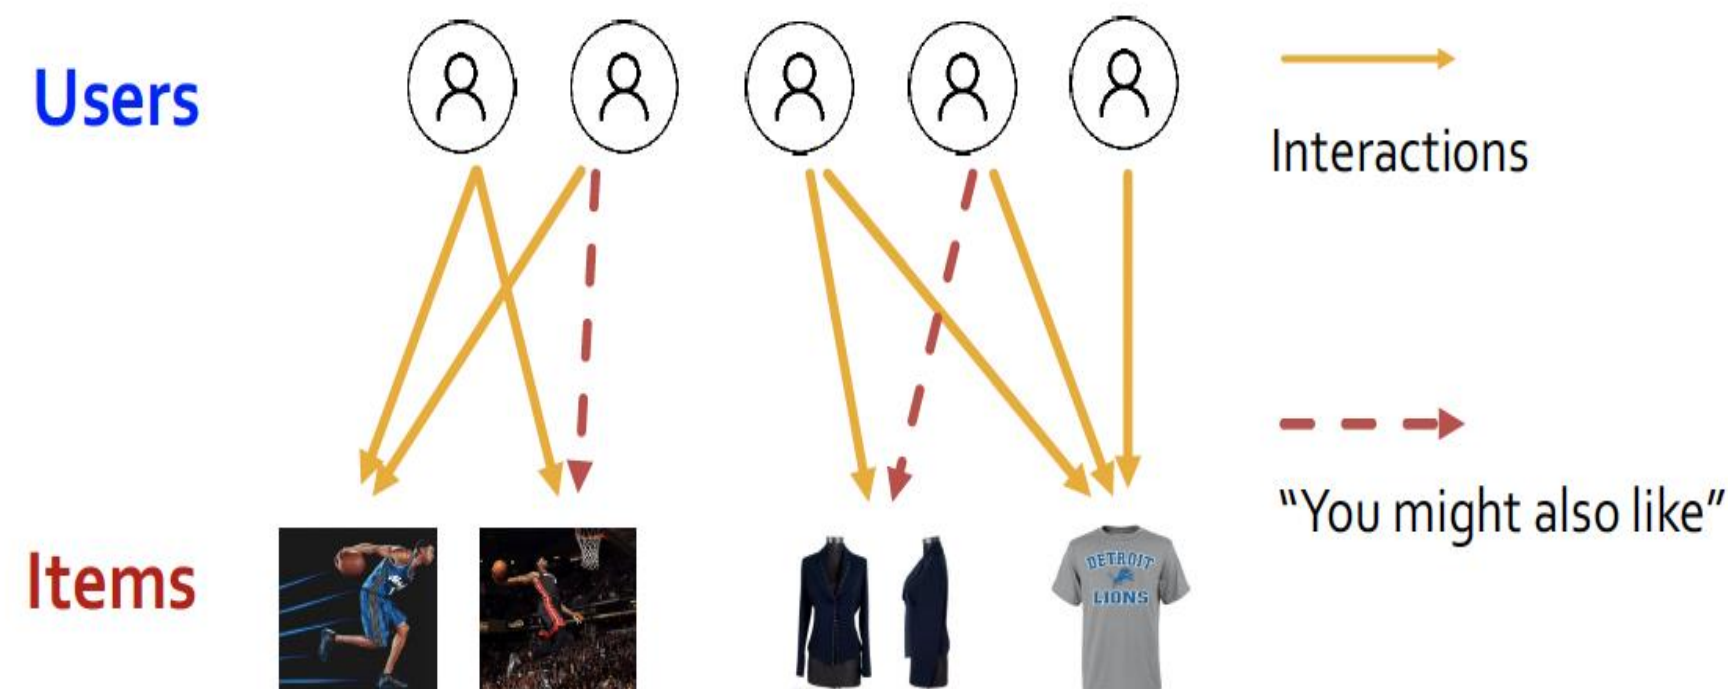 Users
Interactions
"You might also like"
Items
DETROIT
LIONS